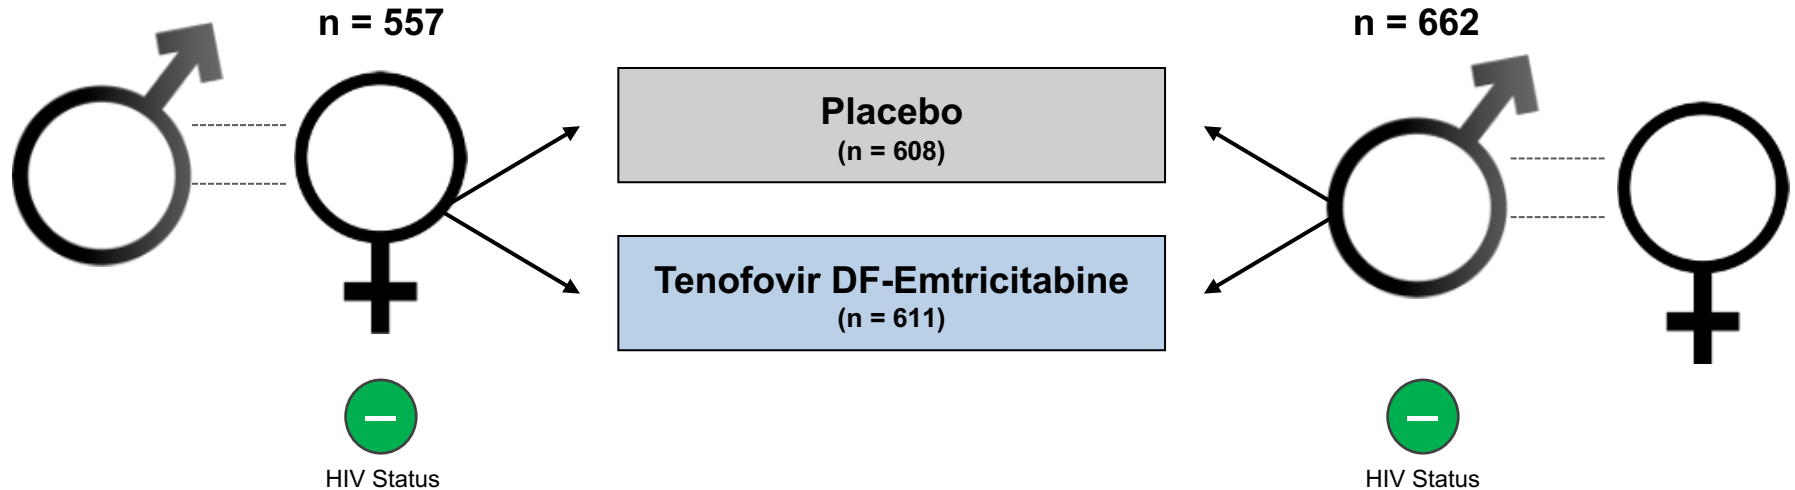 n = 557
n = 662
Placebo
(n = 608)
Tenofovir DF-Emtricitabine
(n = 611)
–
HIV Status
–
HIV Status